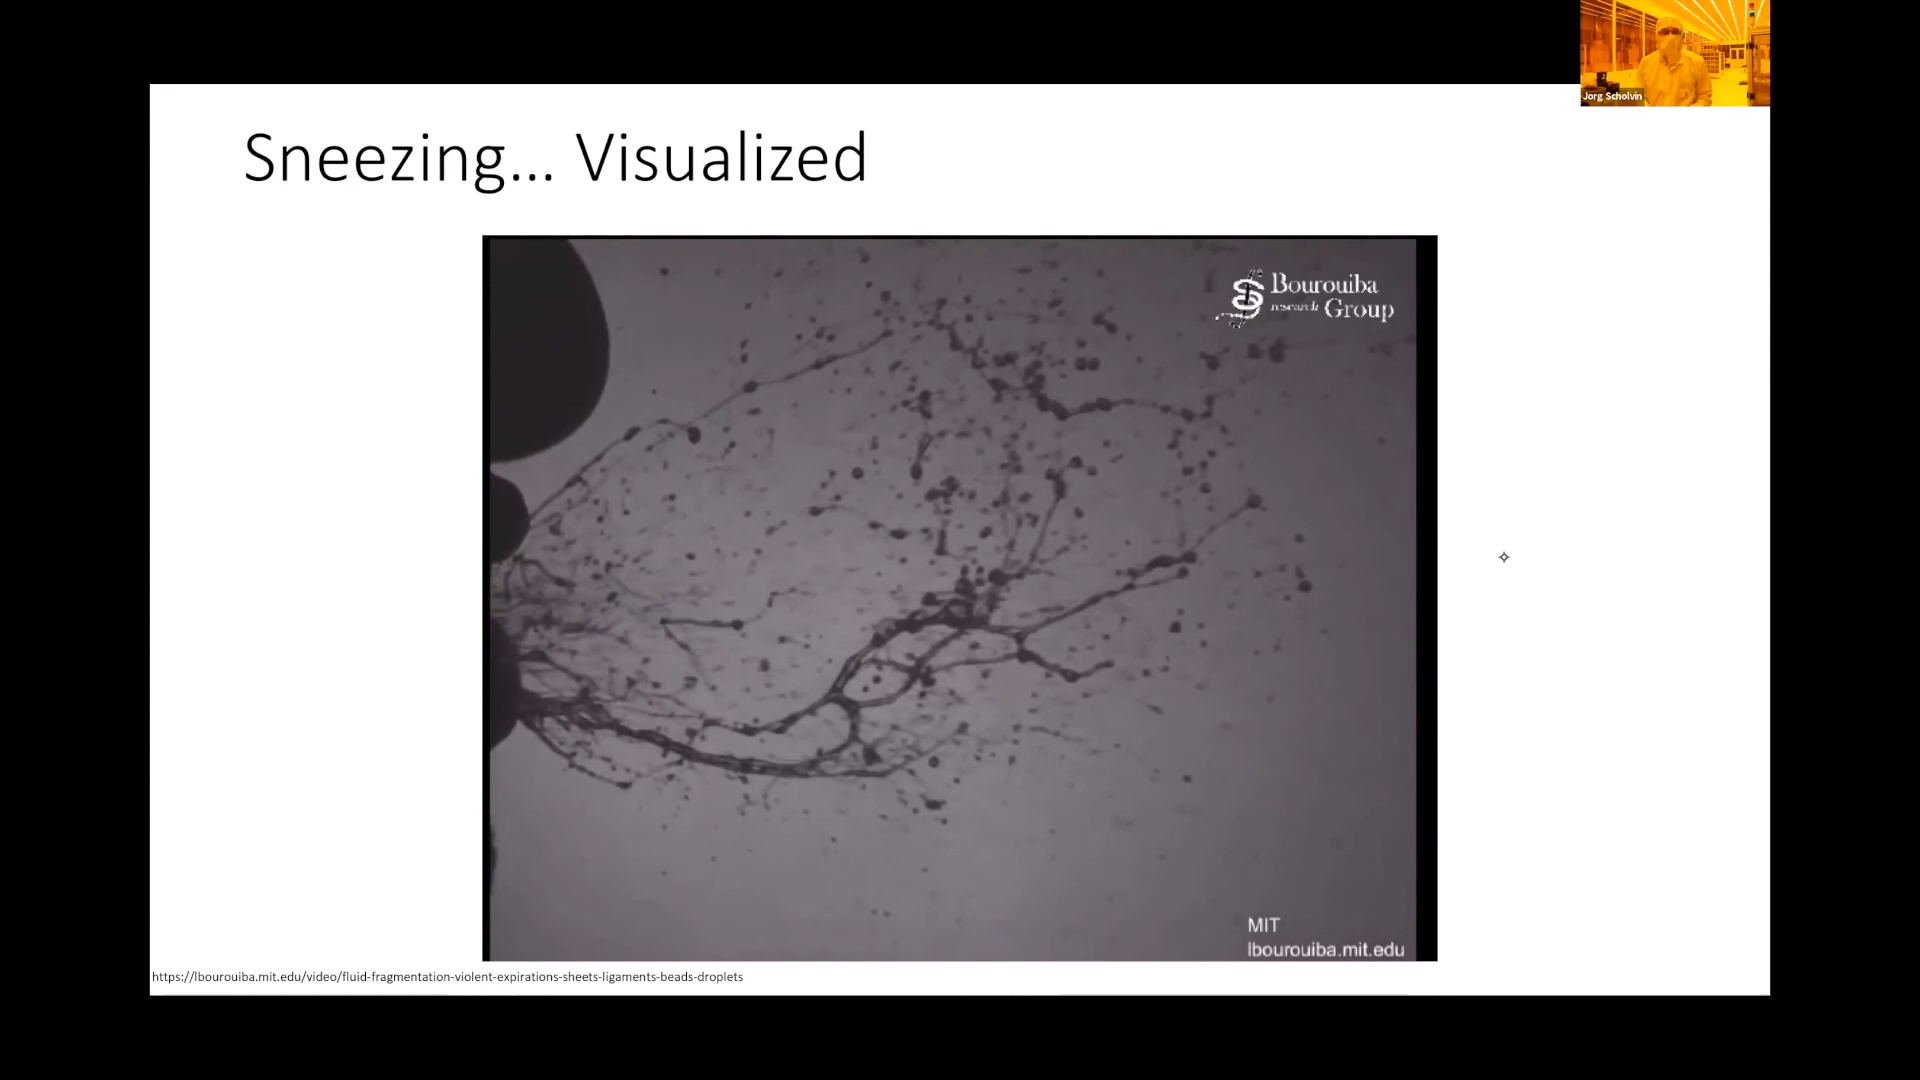 Jorg Scholvin
Sneezing... Visualized
Bourouiba
research Group
MIT
lbourouiba.mit.edu
https://lbourouiba.mit.edu/video/fluid-fragmentation-violent-expirations-sheets-ligaments-beads-droplets